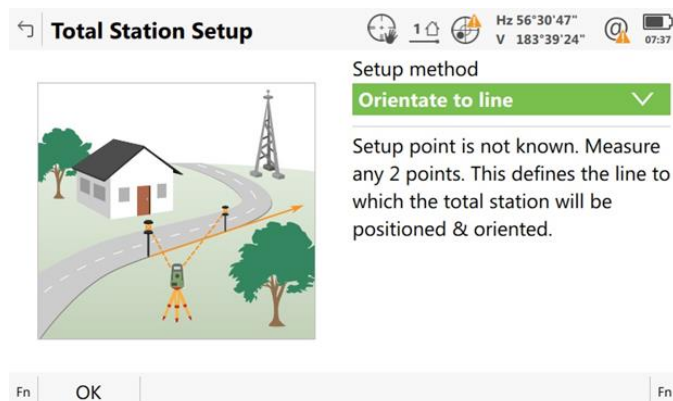 Total Station Setup
1
Hz 56°30'47"
V 183°39'24"
@
07:37
Setup method
Orientate to line
Setup point is not known. Measure
any 2 points. This defines the line to
which the total station will be
positioned & oriented.
Fn OK Fn